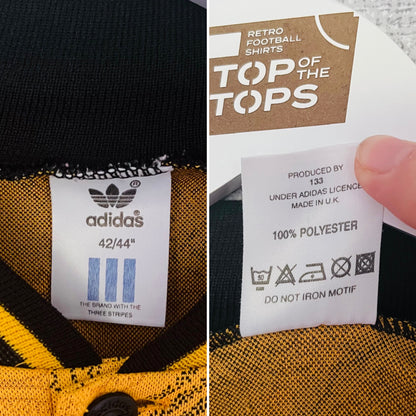 adidas®
42/44"
THE BRAND WITH THE
THREE STRIPES
RETRO
FOOTBALL
SHIRTS
TOP OF
THE
TOPS
PRODUCED BY
133
UNDER ADIDAS LICENCE
MADE IN U.K.
100% POLYESTER
DO NOT IRON MOTIF